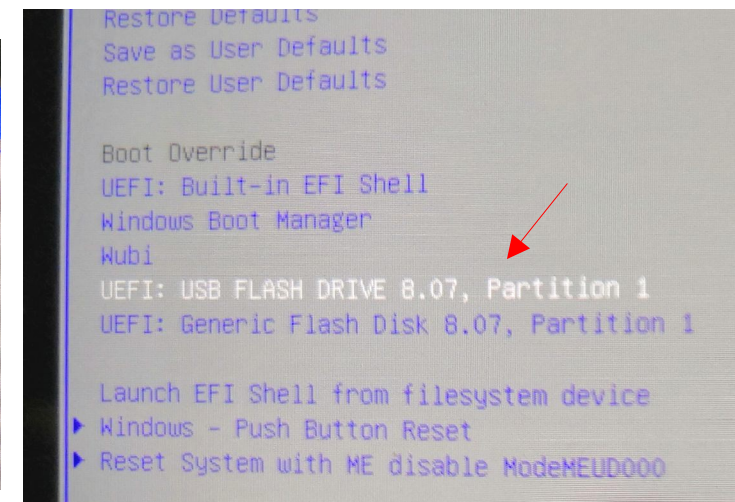 Restore Defaults
Save as User Defaults
Restore User Defaults
Boot Override
UEFI: Built-in EFI Shell
Windows Boot Manager
Wubi
UEFI: USB FLASH DRIVE 8.07, Partition 1
UEFI: Generic Flash Disk 8.07, Partition 1
Launch EFI Shell from filesystem device
Windows - Push Button Reset
Reset System with ME disable ModeMEUD000